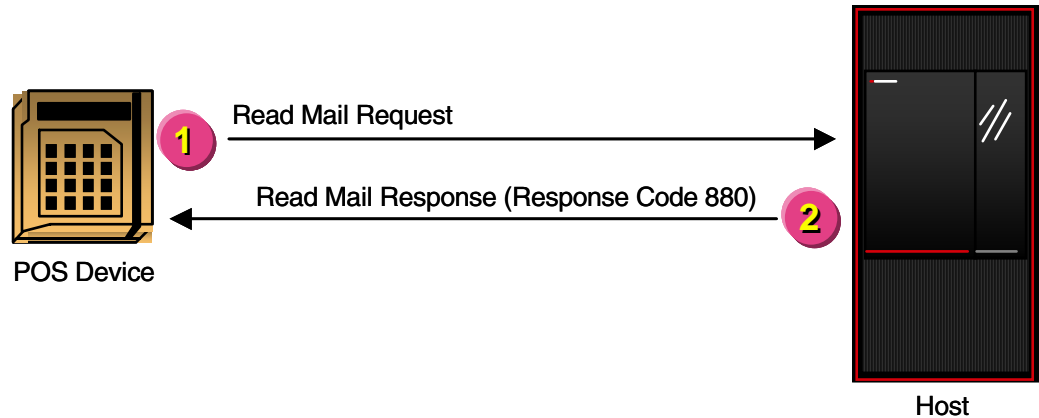 1
Read Mail Request
Read Mail Response (Response Code 880)
2
POS Device
Host